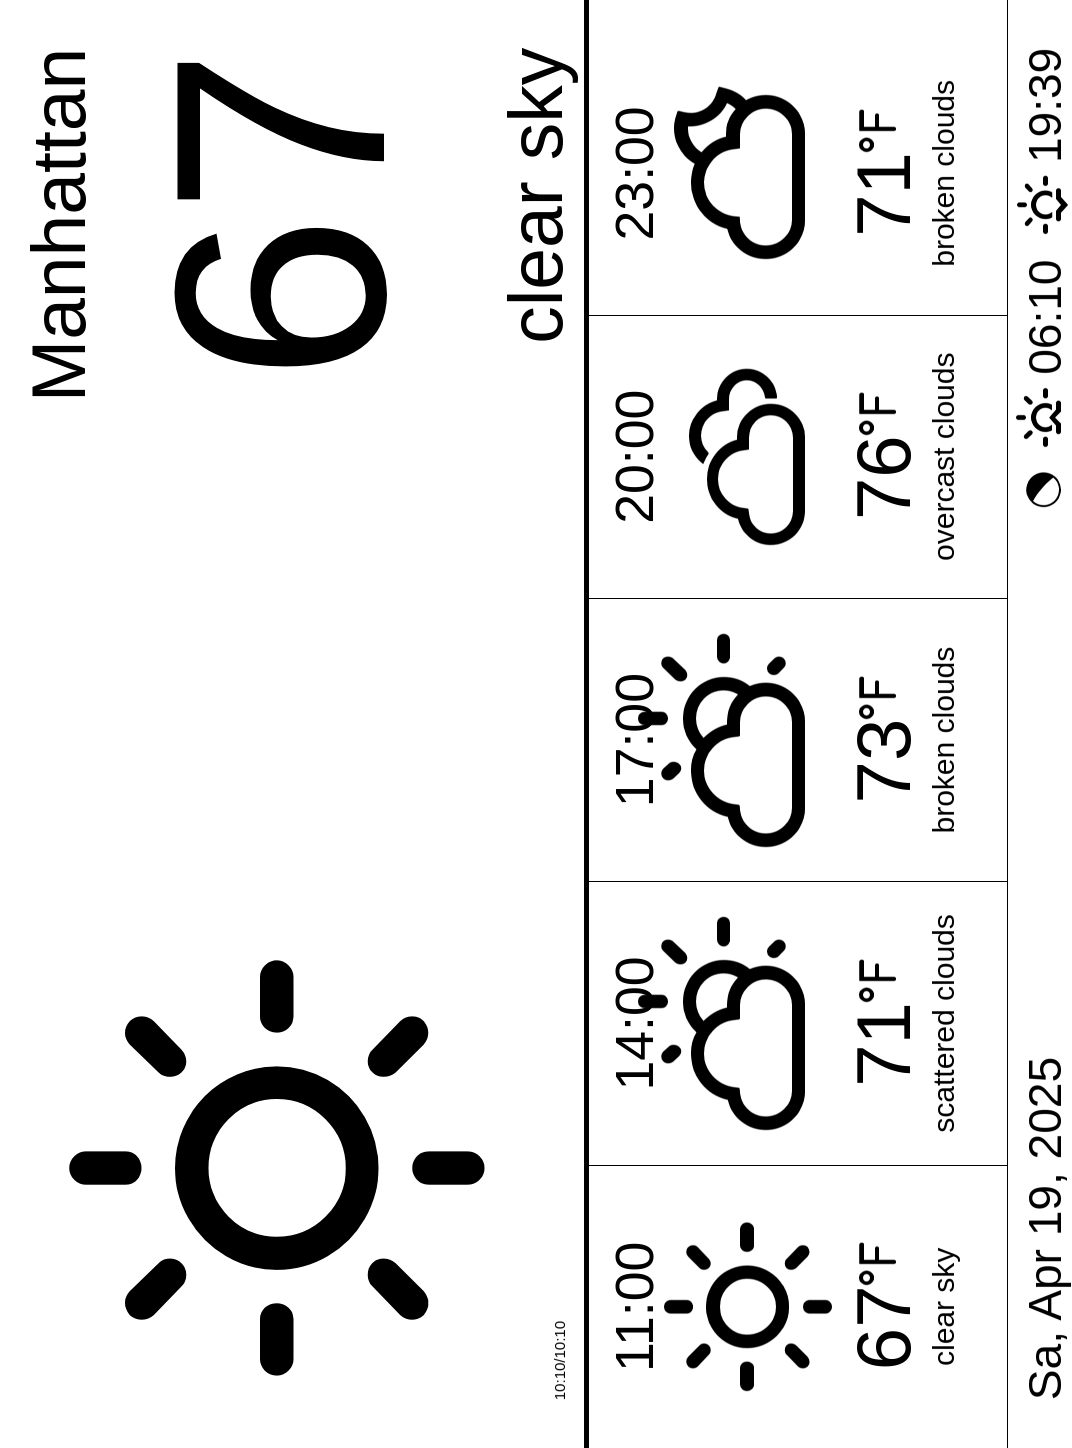 Manhattan
67
clear sky
10:10/10:10
11:00
67°F
clear sky
14:00
71°F
scattered clouds
17:00
73°F
broken clouds
20:00
76°F
overcast clouds
23:00
71°F
broken clouds
Sa, Apr 19, 2025
06:10 19:39